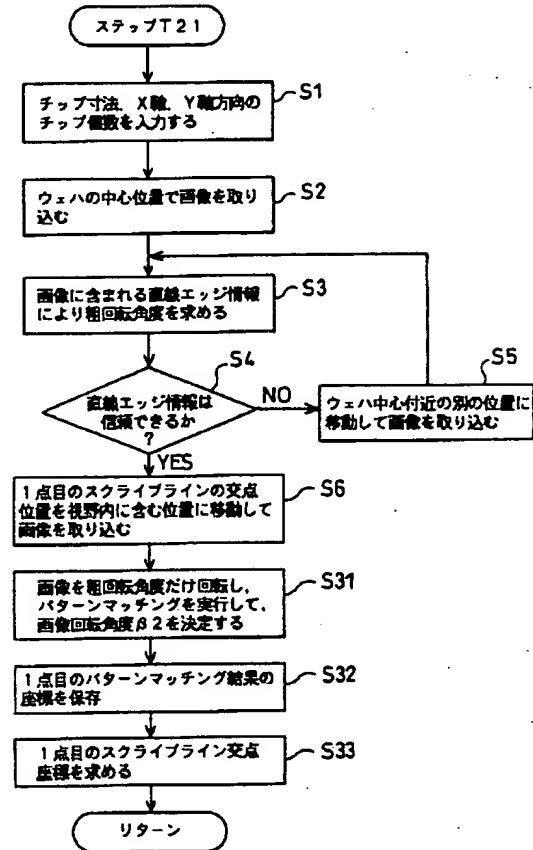 ステップT21
S1
チップ寸法、X軸、Y軸方向の
チップ個数を入力する
S2
ウェハの中心位置で画像を取り
込む
S3
画像に含まれる直線エッジ情報
により粗回転角度を求める
S4
直線エッジ情報は
信頼できるか
?
NO
YES
S5
ウェハ中心付近の別の位置に
移動して画像を取り込む
S6
1点目のスクライブラインの交点
位置を視野内に含む位置に移動して
画像を取り込む
S31
画像を粗回転角度だけ回転し、
パターンマッチングを実行して、
画像回転角度β2を決定する
S32
1点目のパターンマッチング結果の
座標を保存
S33
1点目のスクライブライン交点
座標を求める
リターン